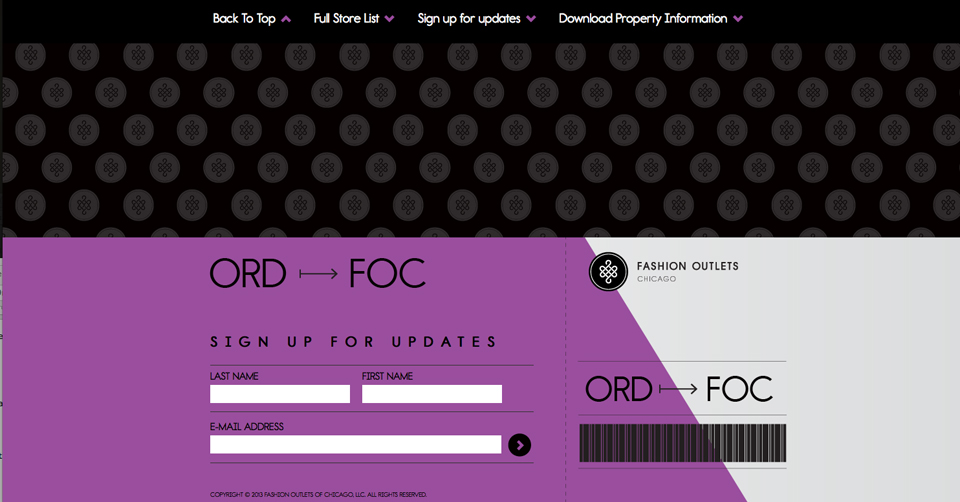 Back To Top Full Store List Sign up for updates Download Property Information
ORD FOC
FASHION OUTLETS
CHICAGO
SIGN UP FOR UPDATES
LAST NAME FIRST NAME
ORD FOC
E-MAIL ADDRESS
COPYRIGHT © 2013 FASHION OUTLETS OF CHICAGO, LLC. ALL RIGHTS RESERVED.